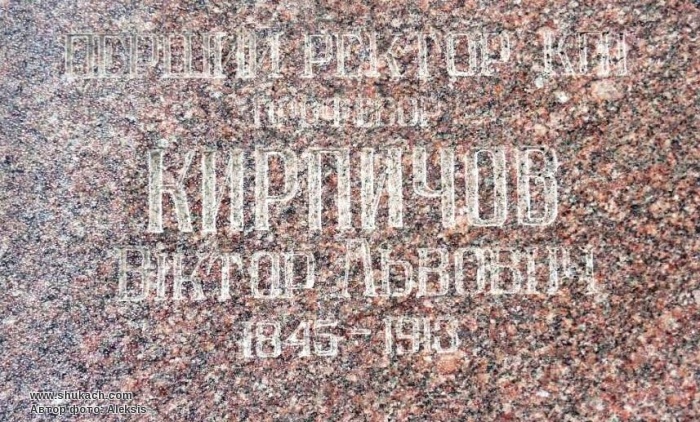 ПЕРШИЙ РЕКТОР КПІ
ПРОФЕСОР
КИРПИЧОВ
ВІКТОР ЛЬВОВИЧ
1845-1913
www.shukach.com
Автор фото: Aleksis